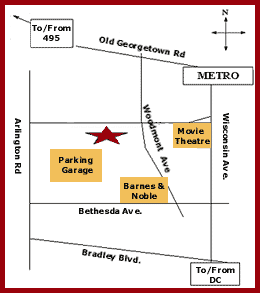 To/From
495
N
Old Georgetown Rd
METRO
Arlington Rd
Woodmont Ave
Movie
Theatre
Wisconsin Ave.
Parking
Garage
Barnes &
Noble
Bethesda Ave.
Bradley Blvd.
To/From
DC